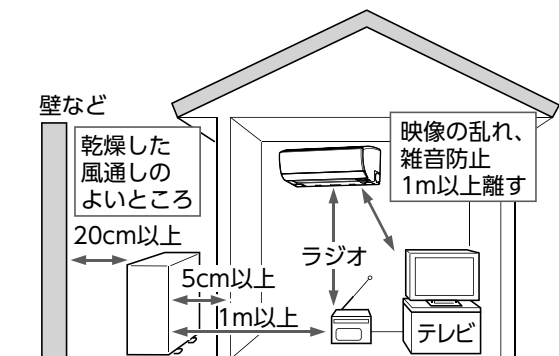 壁など
乾燥した
風通しの
よいところ
映像の乱れ、
雑音防止
1m以上離す
20cm以上
ラジオ
5cm以上
1m以上
テレビ